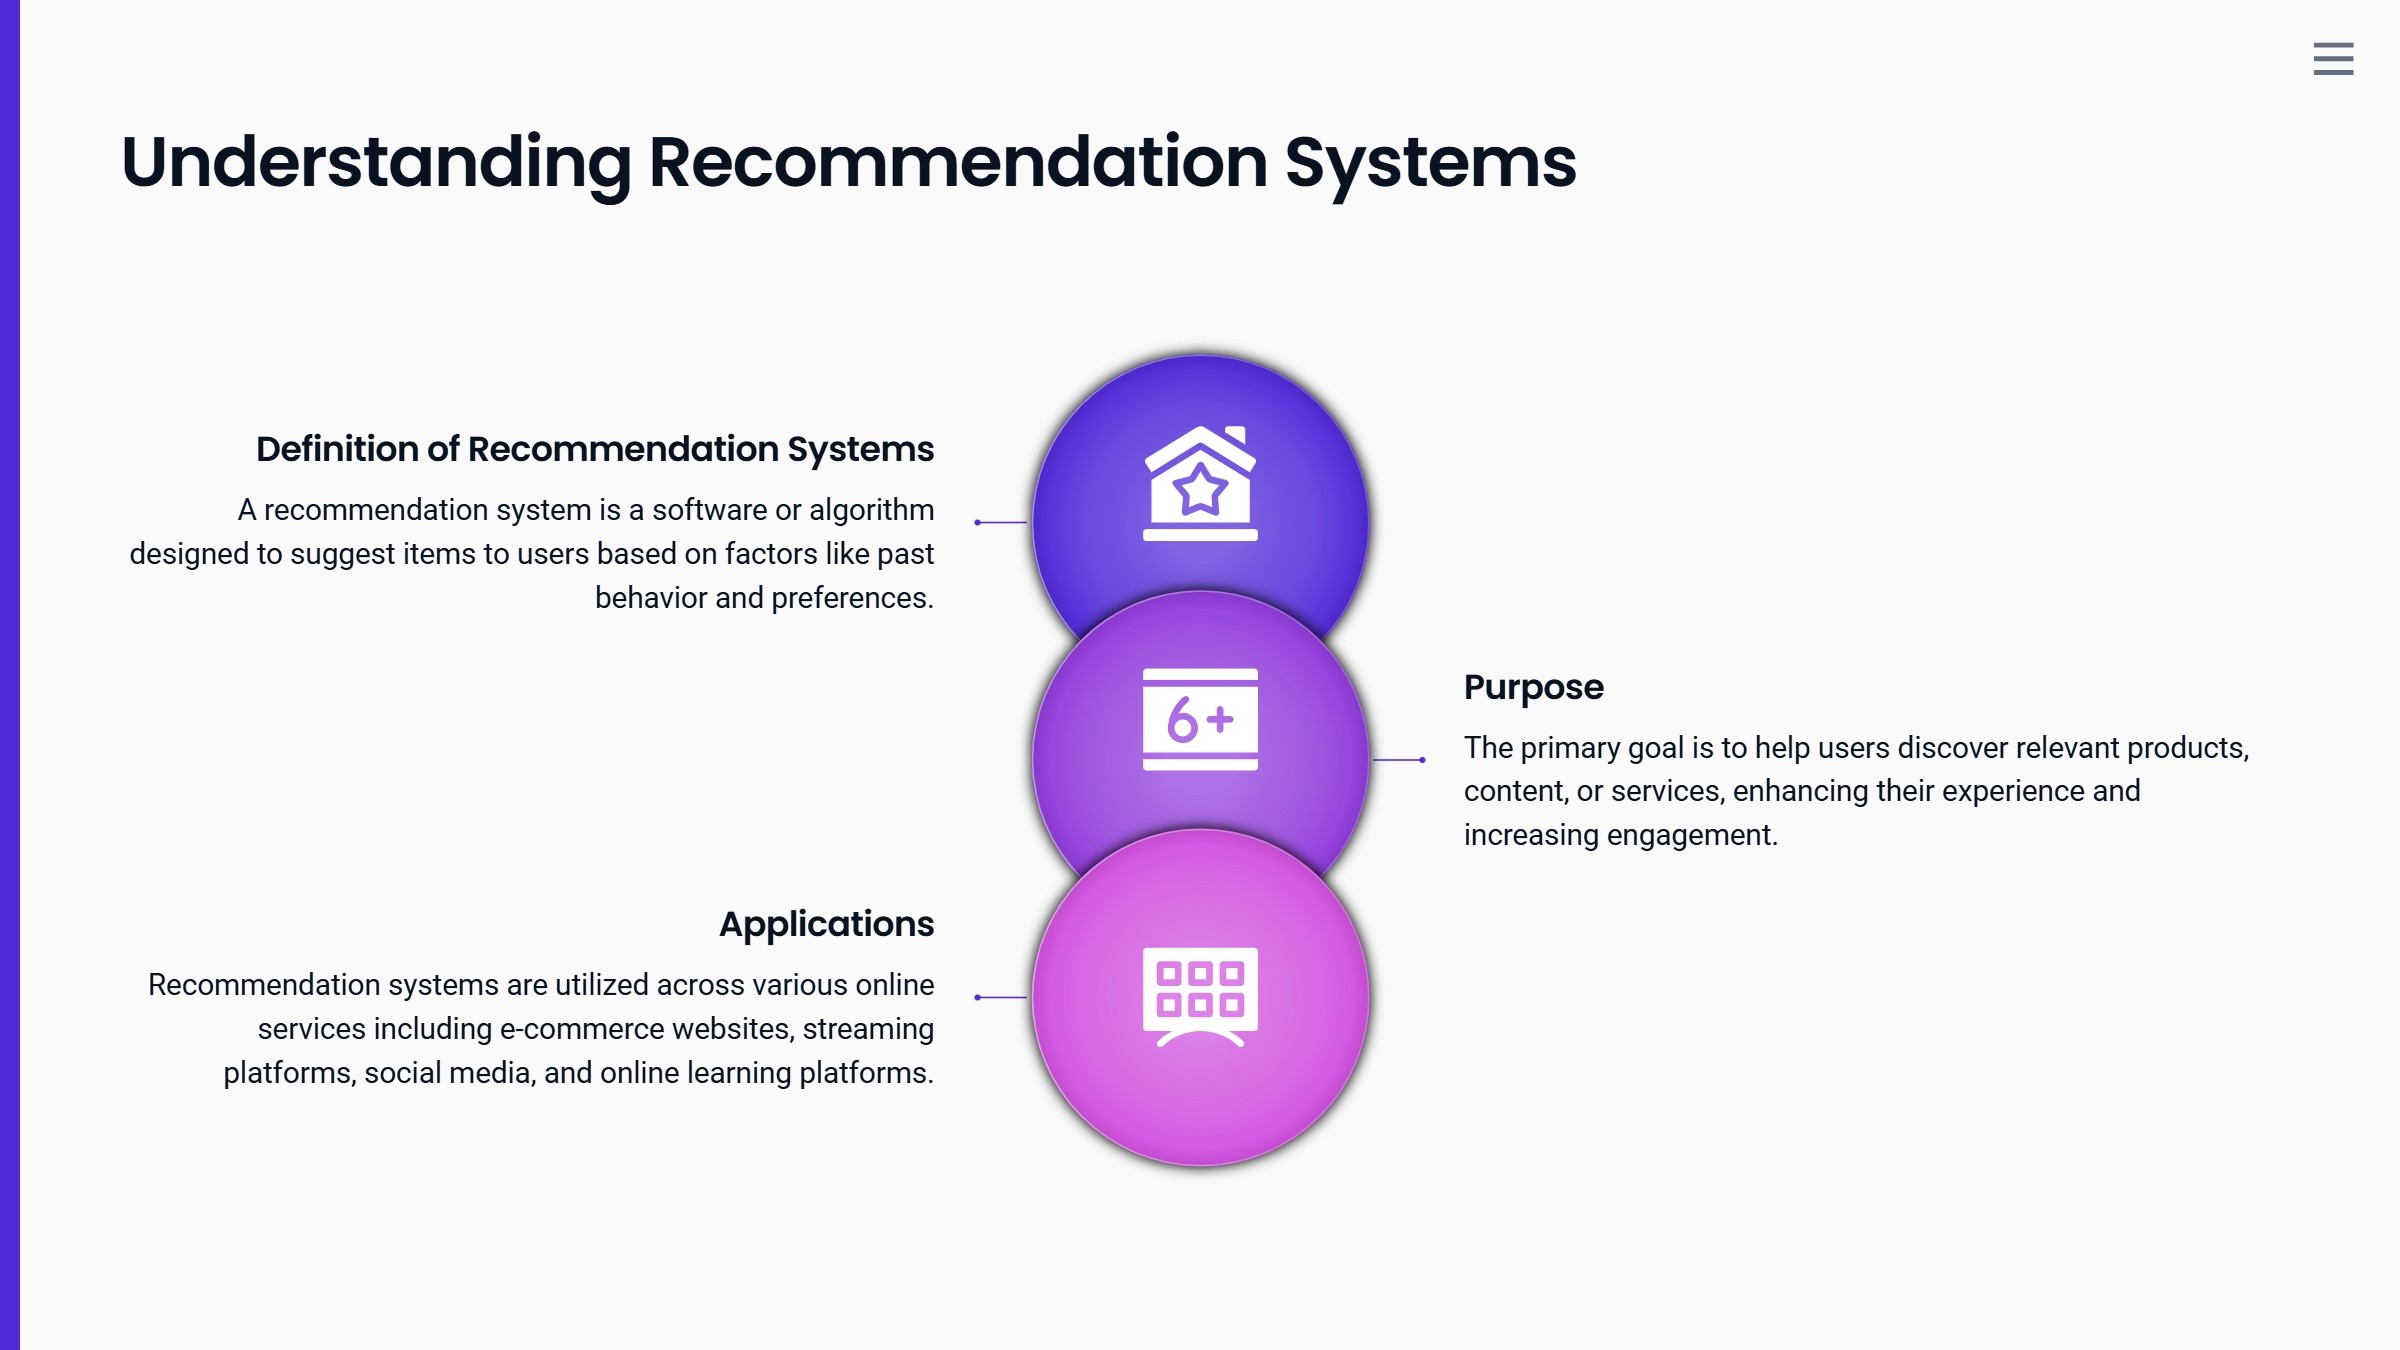 Understanding Recommendation Systems
Definition of Recommendation Systems
A recommendation system is a software or algorithm
designed to suggest items to users based on factors like past
behavior and preferences.
6+
Purpose
The primary goal is to help users discover relevant products,
content, or services, enhancing their experience and
increasing engagement.
Applications
Recommendation systems are utilized across various online
services including e-commerce websites, streaming
platforms, social media, and online learning platforms.